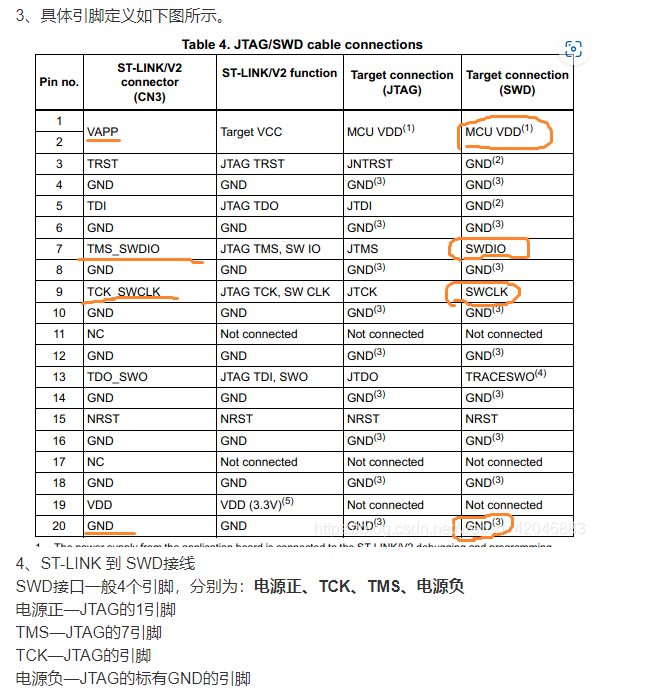 3、具体引脚定义如下图所示。
Table 4. JTAG/SWD cable connections
Pin no. ST-LINK/V2 connector (CN3) ST-LINK/V2 function Target connection (JTAG) Target connection (SWD)
1
2 VAPP Target VCC MCU VDD(1) MCU VDD(1)
3 TRST JTAG TRST JNTRST GND(2)
4 GND GND GND(3) GND(3)
5 TDI JTAG TDO JTDI GND(2)
6 GND GND GND(3) GND(3)
7 TMS_SWDIO JTAG TMS, SW IO JTMS SWDIO
8 GND GND GND(3) GND(3)
9 TCK_SWCLK JTAG TCK, SW CLK JTCK SWCLK
10 GND GND GND(3) GND(3)
11 NC Not connected Not connected Not connected
12 GND GND GND(3) GND(3)
13 TDO_SWO JTAG TDI, SWO JTDO TRACESWO(4)
14 GND GND GND(3) GND(3)
15 NRST NRST NRST NRST
16 GND GND GND(3) GND(3)
17 NC Not connected Not connected Not connected
18 GND GND GND(3) GND(3)
19 VDD VDD (3.3V)(5) Not connected Not connected
20 GND GND GND(3) GND(3)
4、ST-LINK 到 SWD接线
SWD接口一般4个引脚，分别为：电源正、TCK、TMS、电源负
电源正—JTAG的1引脚
TMS—JTAG的7引脚
TCK—JTAG的引脚
电源负—JTAG的标有GND的引脚